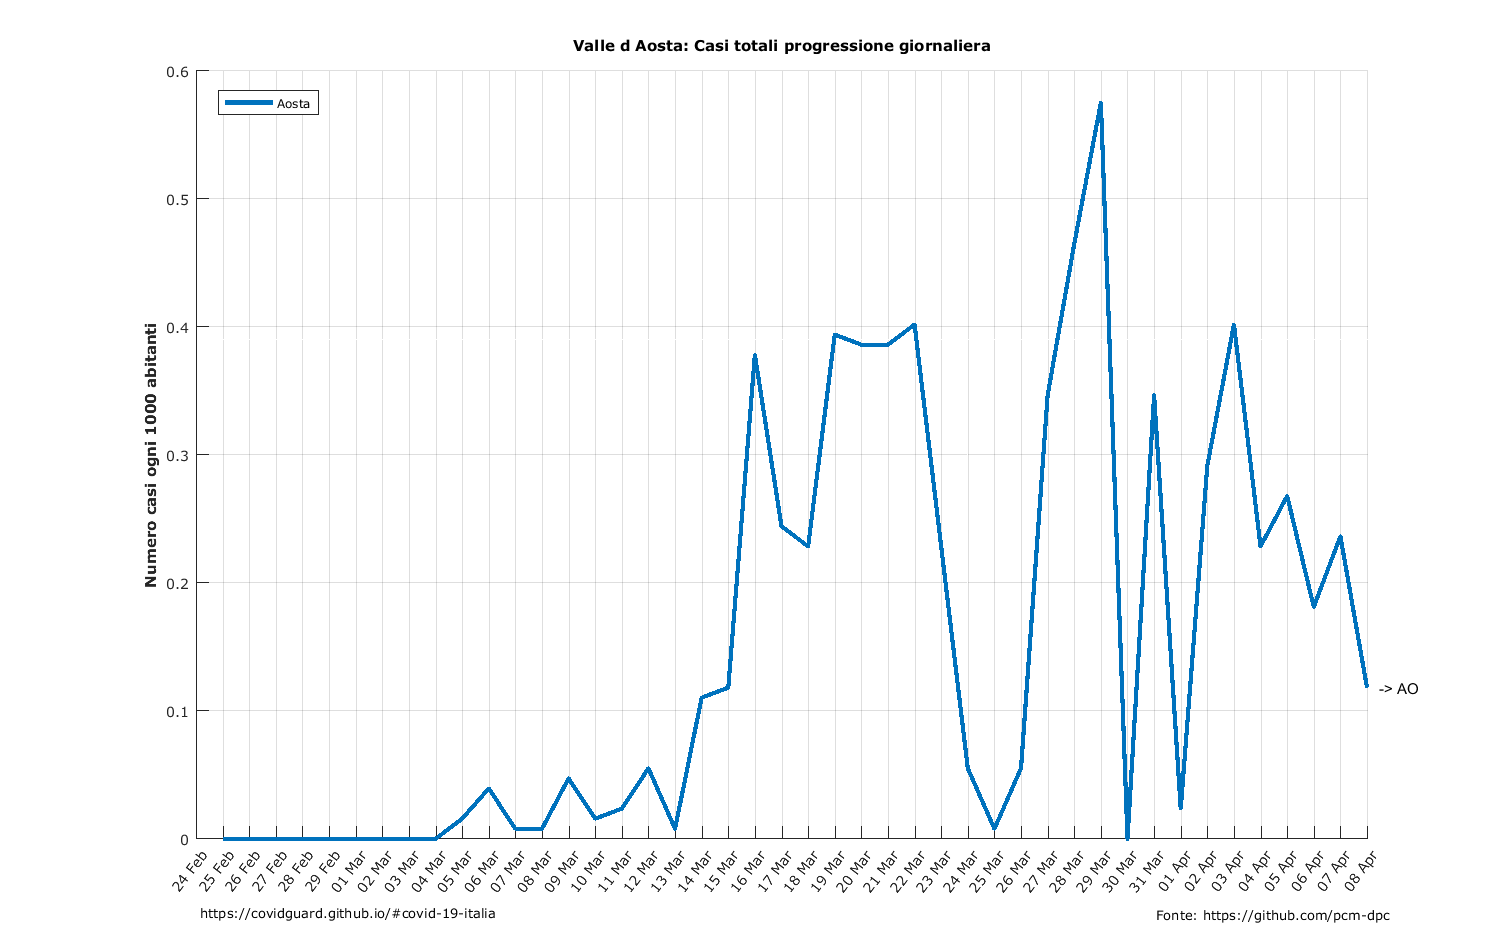 Valle d Aosta: Casi totali progressione giornaliera
0.6
Aosta
0.5
0.4
0.3
0.2
0.1
0
Numero casi ogni 1000 abitanti
-> AO
24 Feb
25 Feb
26 Feb
27 Feb
28 Feb
29 Feb
01 Mar
02 Mar
03 Mar
04 Mar
05 Mar
06 Mar
07 Mar
08 Mar
09 Mar
10 Mar
11 Mar
12 Mar
13 Mar
14 Mar
15 Mar
16 Mar
17 Mar
18 Mar
19 Mar
20 Mar
21 Mar
22 Mar
23 Mar
24 Mar
25 Mar
26 Mar
27 Mar
28 Mar
29 Mar
30 Mar
31 Mar
01 Apr
02 Apr
03 Apr
04 Apr
05 Apr
06 Apr
07 Apr
08 Apr
https://covidguard.github.io/#covid-19-italia
Fonte: https://github.com/pcm-dpc